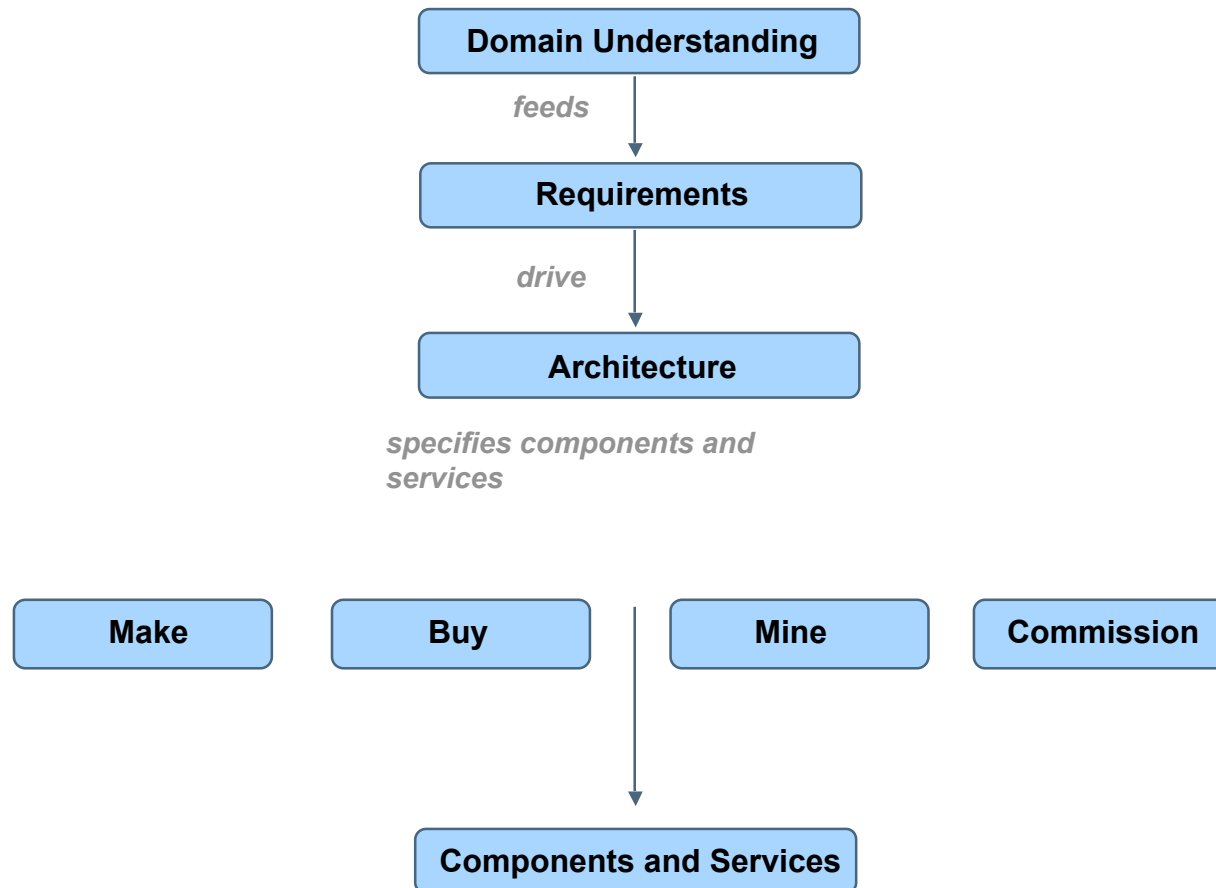 Domain Understanding
feeds
Requirements
drive
Architecture
specifies components and
services
Make
Buy
Mine
Commission
Components and Services